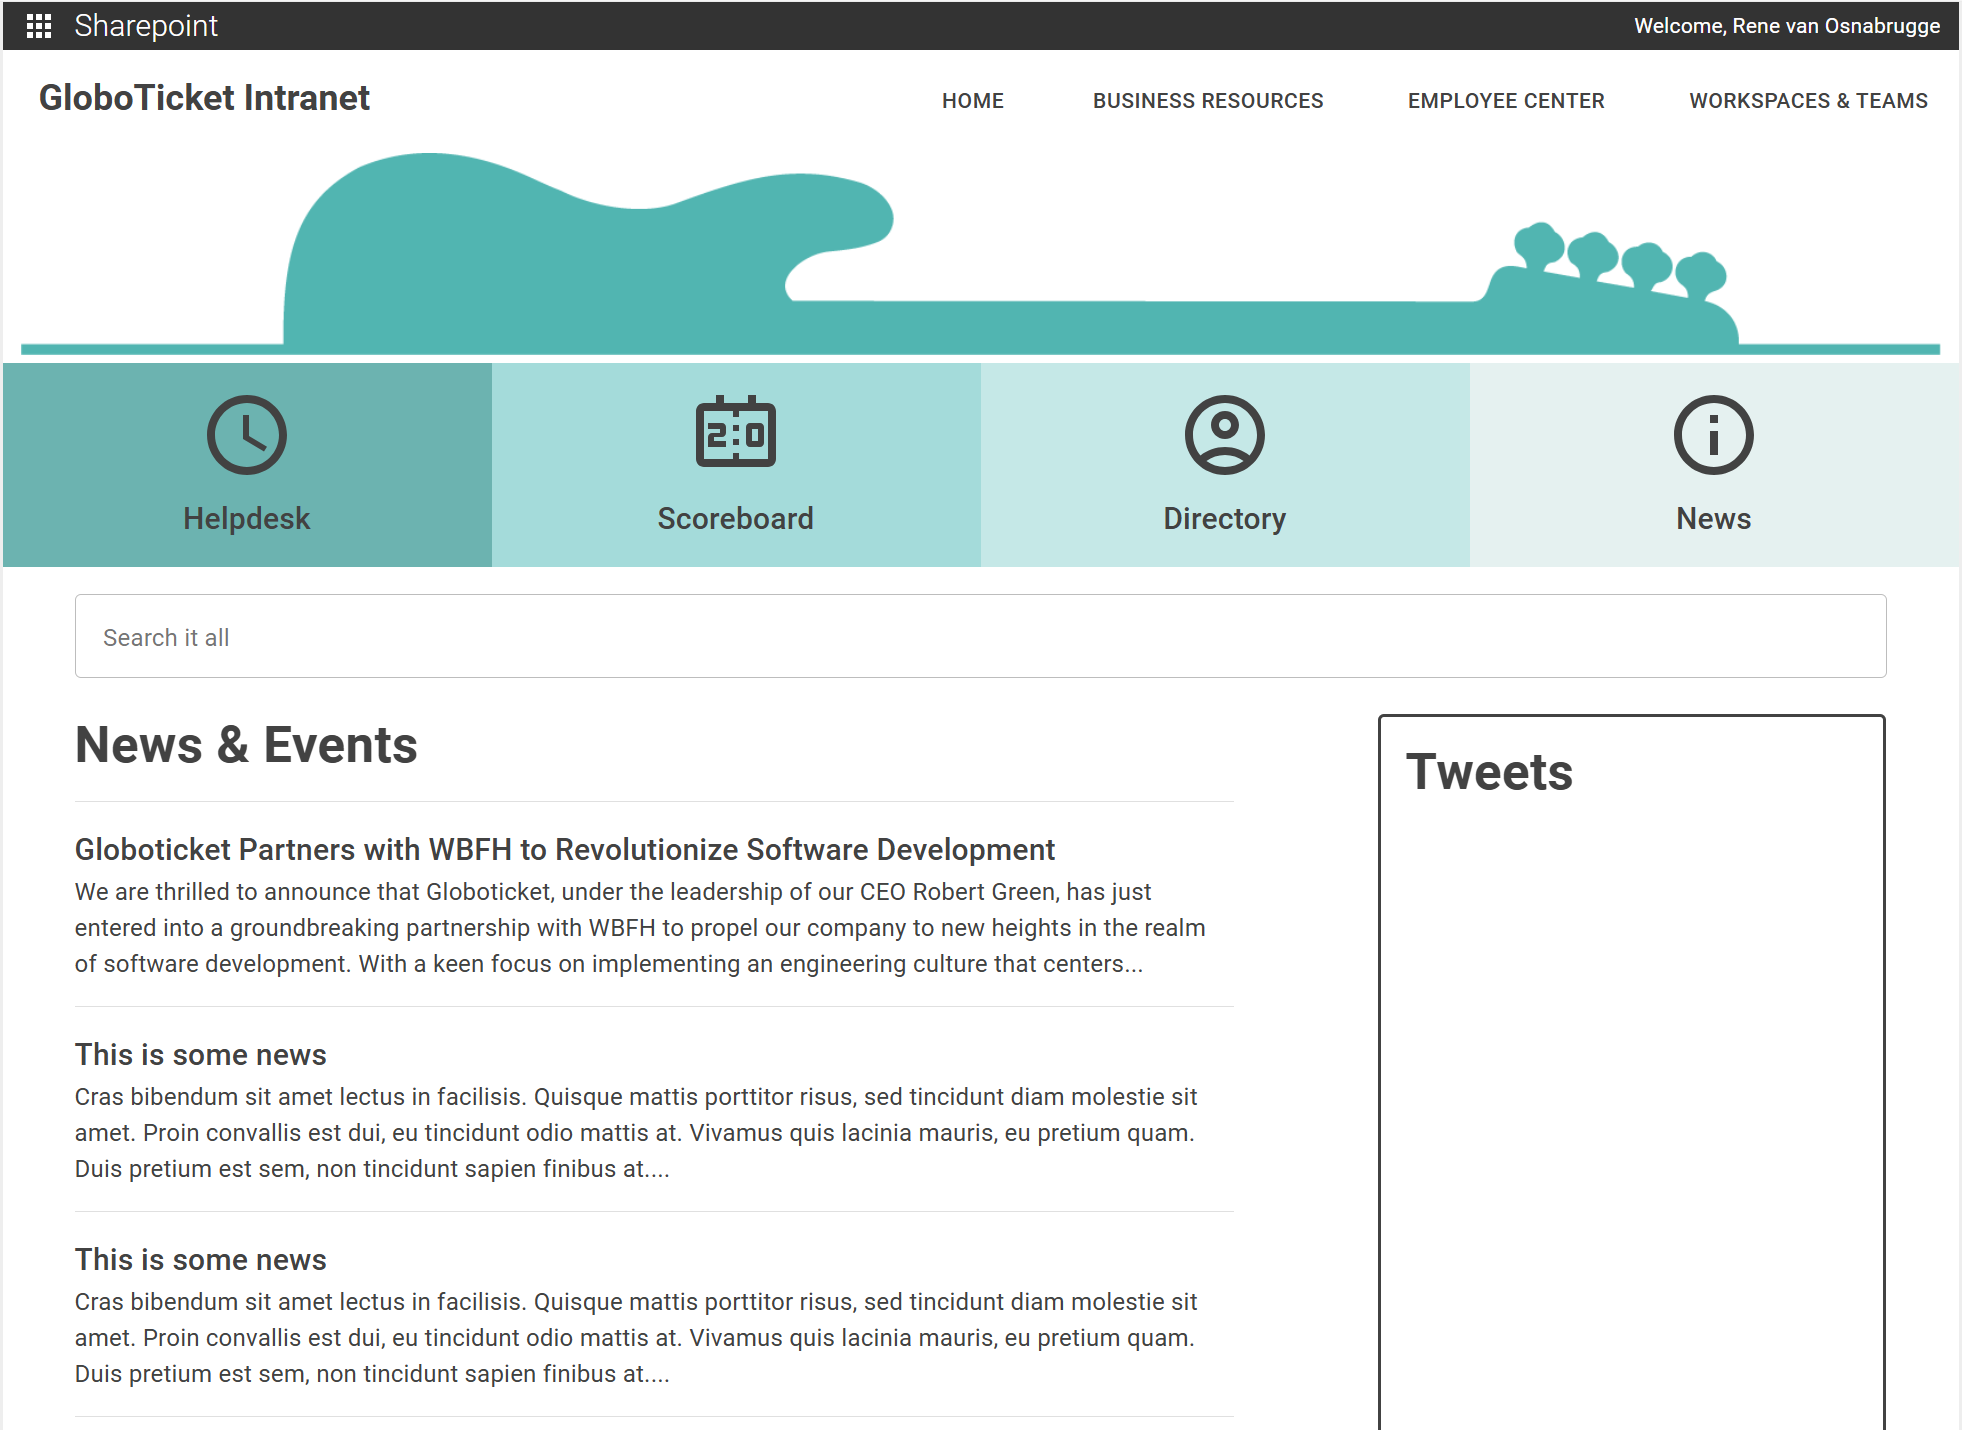 Sharepoint
Welcome, Rene van Osnabrugge
GloboTicket Intranet
HOME
BUSINESS RESOURCES
EMPLOYEE CENTER
WORKSPACES & TEAMS
2:0
Helpdesk
Scoreboard
Directory
News
Search it all
News & Events
Globoticket Partners with WBFH to Revolutionize Software Development
We are thrilled to announce that Globoticket, under the leadership of our CEO Robert Green, has just
entered into a groundbreaking partnership with WBFH to propel our company to new heights in the realm
of software development. With a keen focus on implementing an engineering culture that centers...
This is some news
Cras bibendum sit amet lectus in facilisis. Quisque mattis porttitor risus, sed tincidunt diam molestie sit
amet. Proin convallis est dui, eu tincidunt odio mattis at. Vivamus quis lacinia mauris, eu pretium quam.
Duis pretium est sem, non tincidunt sapien finibus at....
This is some news
Cras bibendum sit amet lectus in facilisis. Quisque mattis porttitor risus, sed tincidunt diam molestie sit
amet. Proin convallis est dui, eu tincidunt odio mattis at. Vivamus quis lacinia mauris, eu pretium quam.
Duis pretium est sem, non tincidunt sapien finibus at....
Tweets